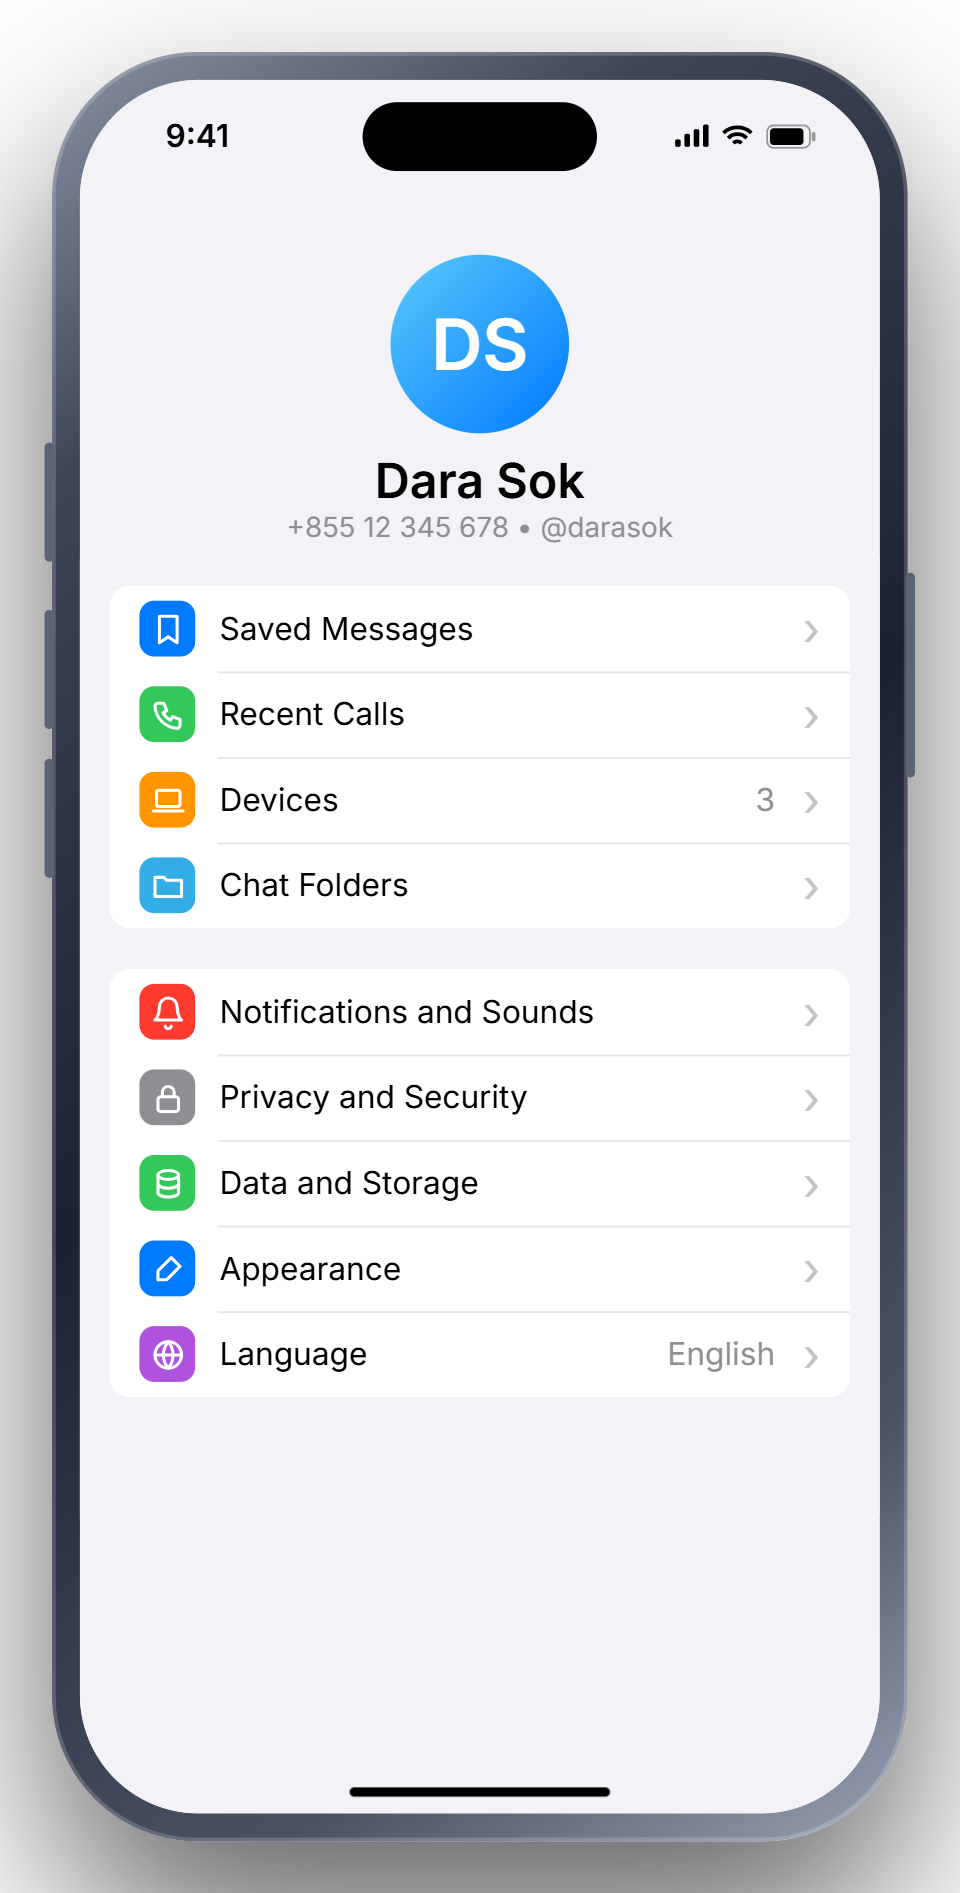 9:41
DS
Dara Sok
+855 12 345 678 • @darasok
Saved Messages
Recent Calls
Devices 3
Chat Folders
Notifications and Sounds
Privacy and Security
Data and Storage
Appearance
Language English